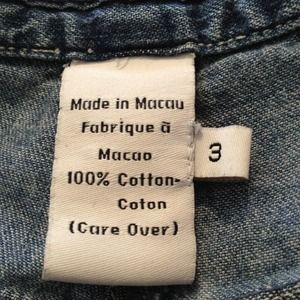 Made in Macau
Fabrique à
Macao
100% Cotton-
Coton
(Care Over)
3